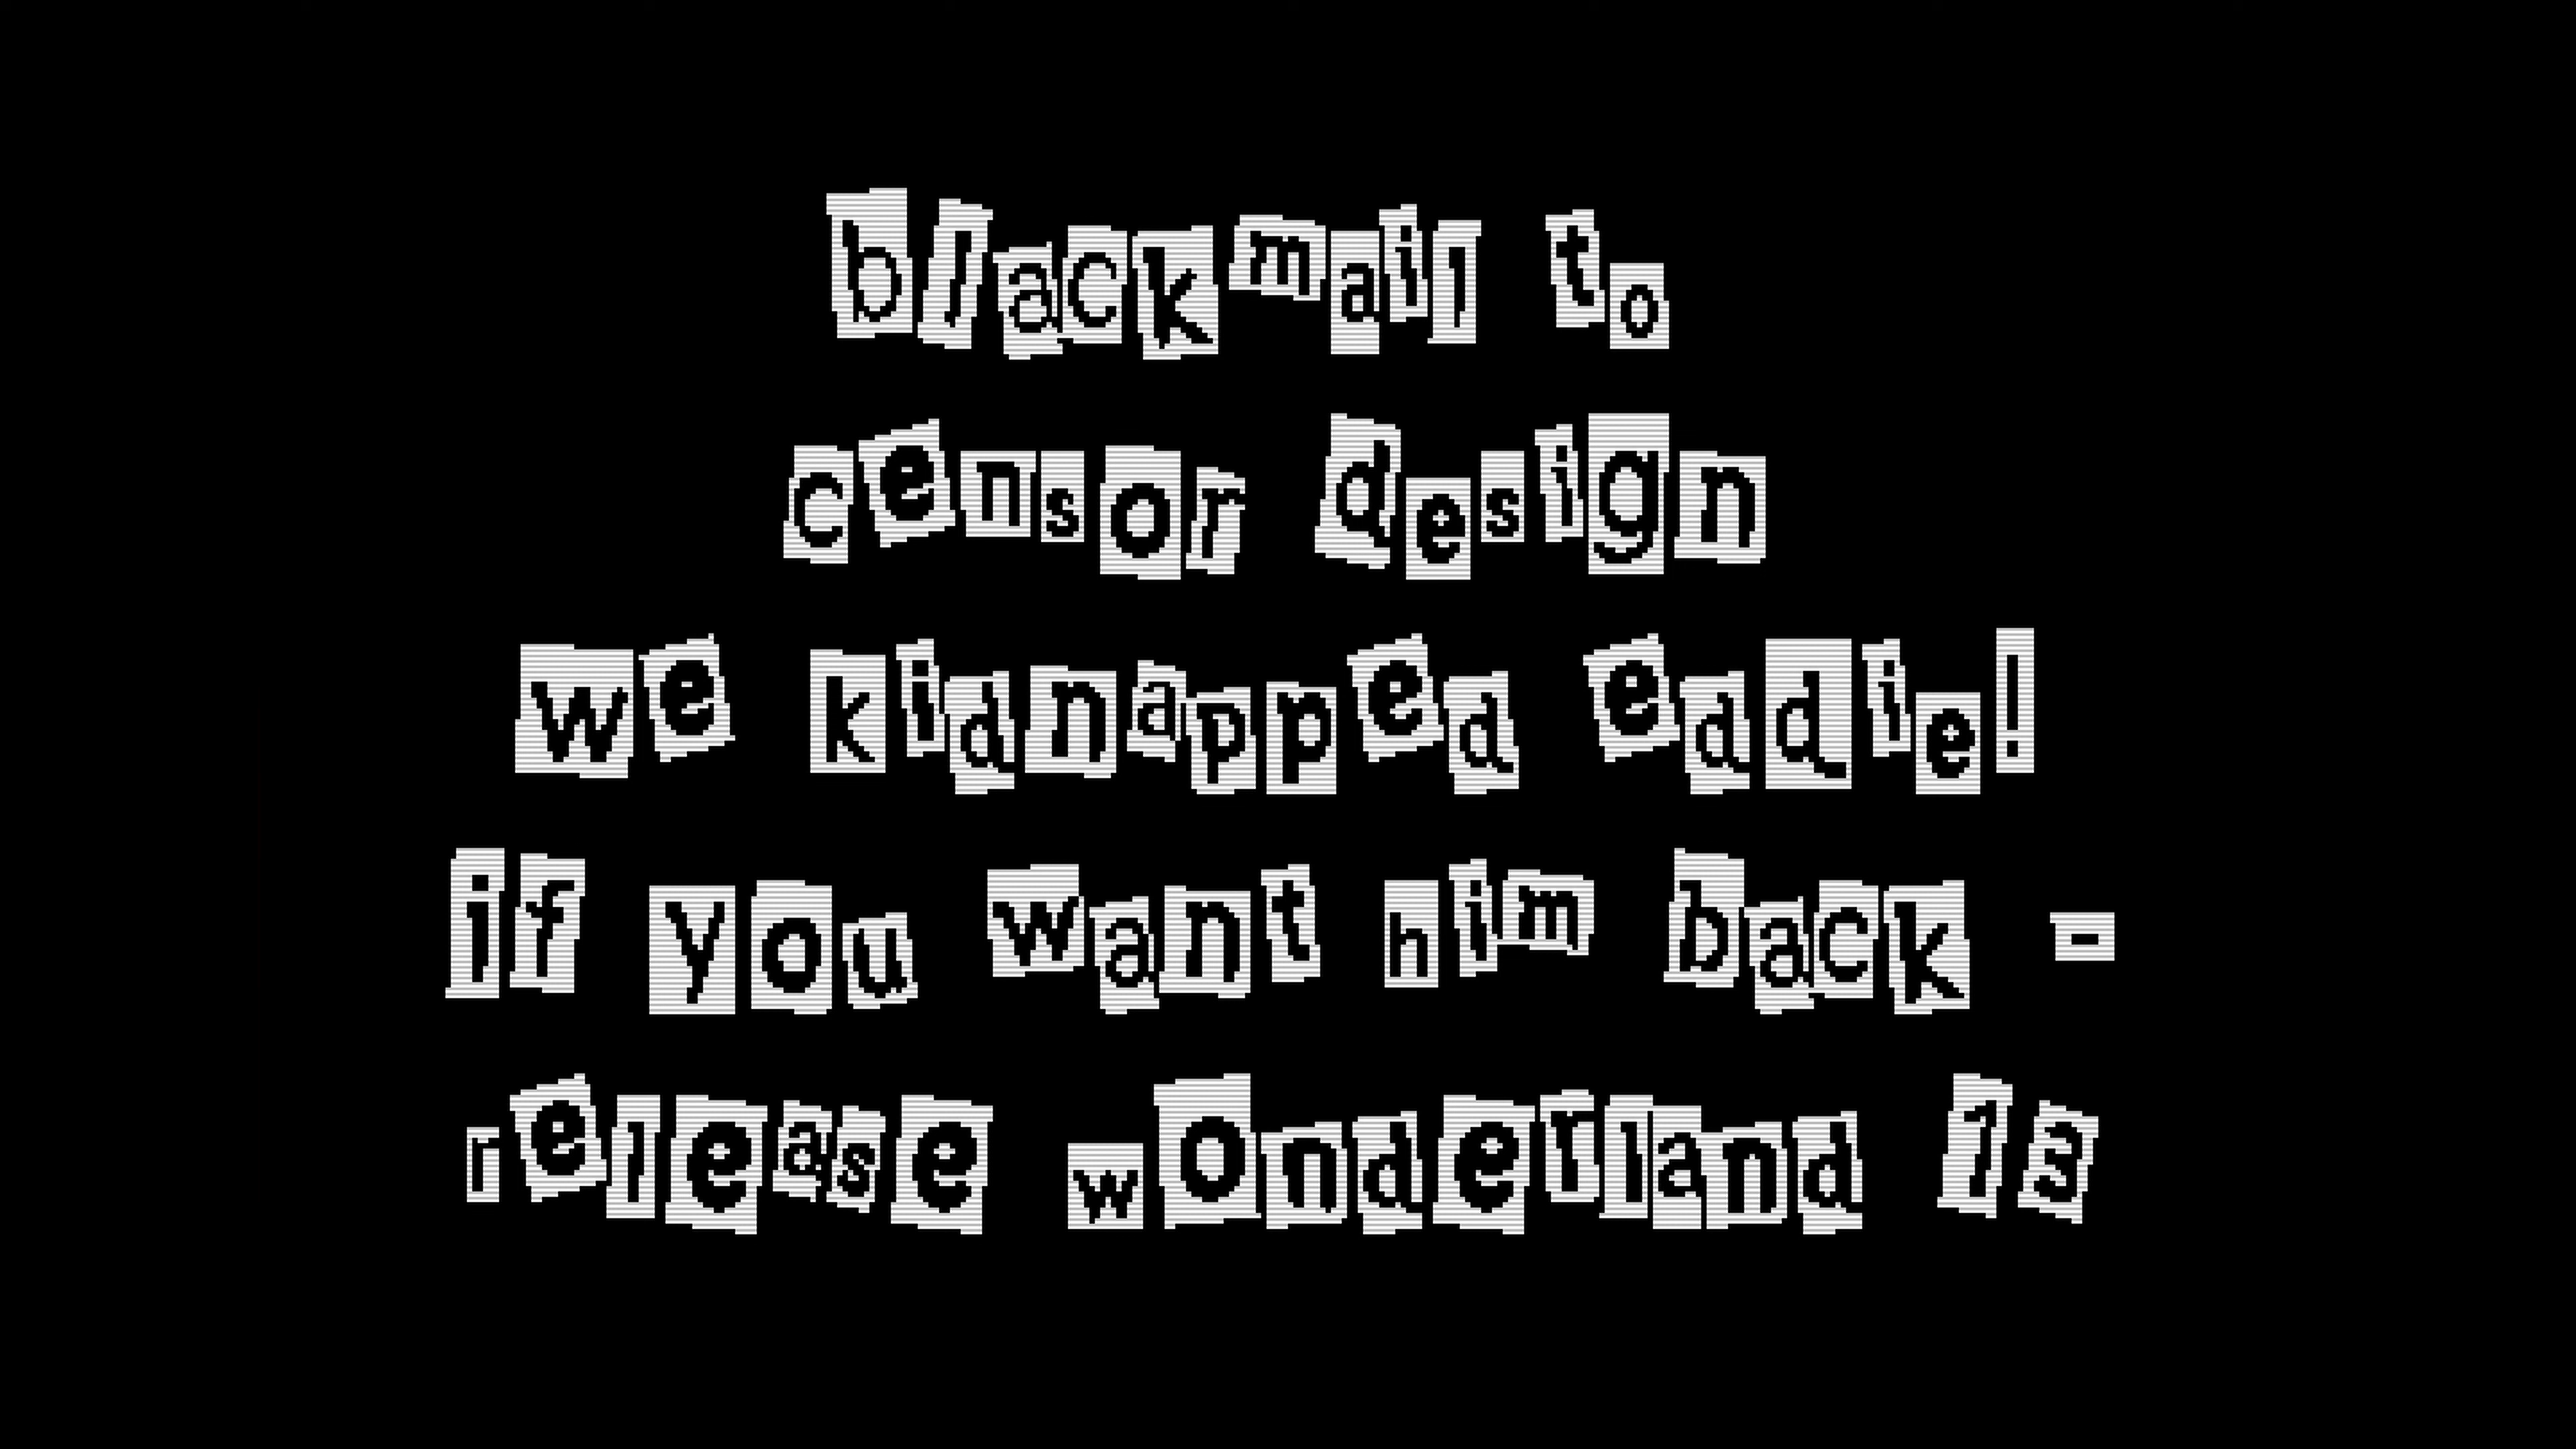 blackmail to
censor design
we kidnapped eddie!
if you want him back -
release wonderland 13